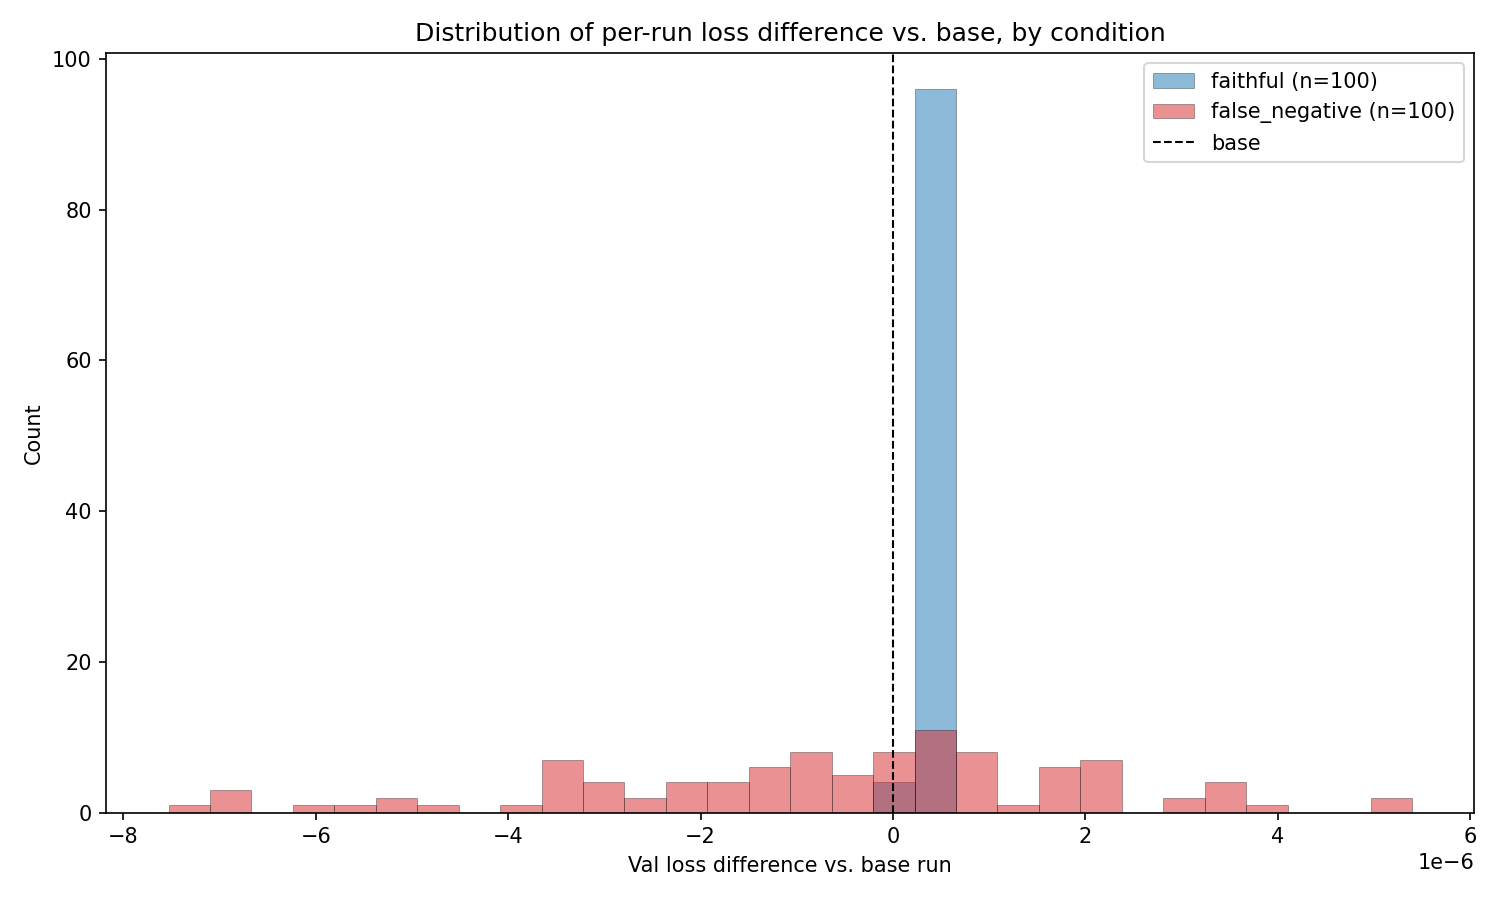 Distribution of per-run loss difference vs. base, by condition
faithful (n=100)
false_negative (n=100)
base
100
80
60
40
20
0
Count
−8 −6 −4 −2 0 2 4 6
1e−6
Val loss difference vs. base run